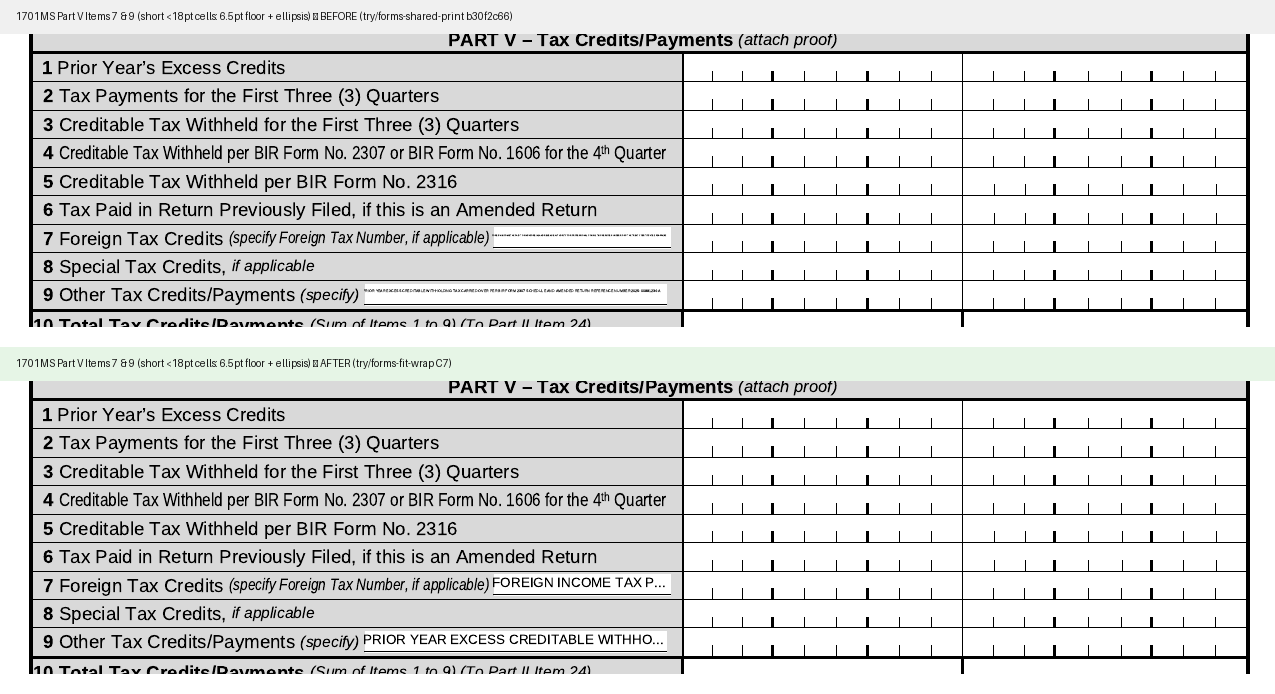 1701MS Part V Items 7 & 9 (short <18pt cells: 6.5pt floor + ellipsis) ▯ BEFORE (try/forms-shared-print b30f2c66)
PART V – Tax Credits/Payments (attach proof)
1 Prior Year’s Excess Credits
2 Tax Payments for the First Three (3) Quarters
3 Creditable Tax Withheld for the First Three (3) Quarters
4 Creditable Tax Withheld per BIR Form No. 2307 or BIR Form No. 1606 for the 4th Quarter
5 Creditable Tax Withheld per BIR Form No. 2316
6 Tax Paid in Return Previously Filed, if this is an Amended Return
7 Foreign Tax Credits (specify Foreign Tax Number, if applicable)
8 Special Tax Credits, if applicable
9 Other Tax Credits/Payments (specify)
10 Total Tax Credits/Payments (Sum of Items 1 to 9) (To Part II Item 24)
1701MS Part V Items 7 & 9 (short <18pt cells: 6.5pt floor + ellipsis) ▯ AFTER (try/forms-fit-wrap C7)
PART V – Tax Credits/Payments (attach proof)
1 Prior Year’s Excess Credits
2 Tax Payments for the First Three (3) Quarters
3 Creditable Tax Withheld for the First Three (3) Quarters
4 Creditable Tax Withheld per BIR Form No. 2307 or BIR Form No. 1606 for the 4th Quarter
5 Creditable Tax Withheld per BIR Form No. 2316
6 Tax Paid in Return Previously Filed, if this is an Amended Return
7 Foreign Tax Credits (specify Foreign Tax Number, if applicable) FOREIGN INCOME TAX P...
8 Special Tax Credits, if applicable
9 Other Tax Credits/Payments (specify) PRIOR YEAR EXCESS CREDITABLE WITHHO...
10 Total Tax Credits/Payments (Sum of Items 1 to 9) (To Part II Item 24)